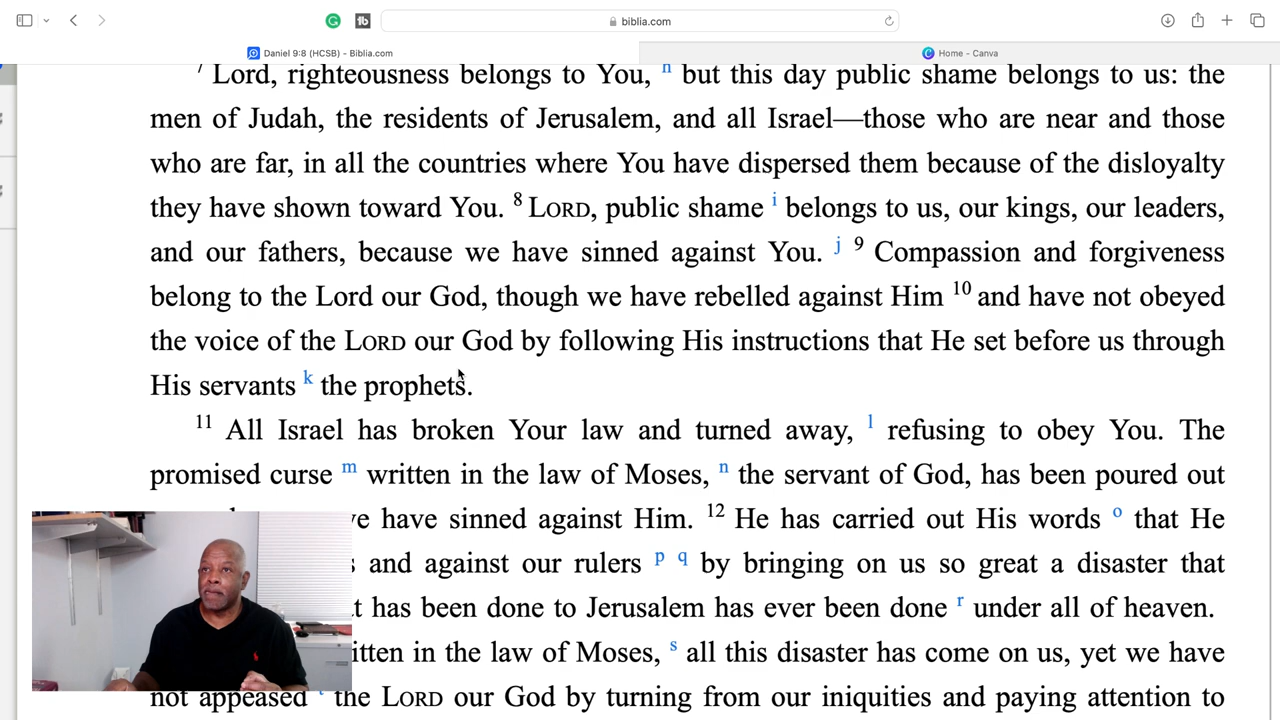 biblia.com
Daniel 9:8 (HCSB) - Biblia.com
Home - Canva
7 Lord, righteousness belongs to You, h but this day public shame belongs to us: the
men of Judah, the residents of Jerusalem, and all Israel—those who are near and those
who are far, in all the countries where You have dispersed them because of the disloyalty
they have shown toward You. 8 LORD, public shame i belongs to us, our kings, our leaders,
and our fathers, because we have sinned against You. j 9 Compassion and forgiveness
belong to the Lord our God, though we have rebelled against Him 10 and have not obeyed
the voice of the LORD our God by following His instructions that He set before us through
His servants k the prophets.
11 All Israel has broken Your law and turned away, l refusing to obey You. The
promised curse m written in the law of Moses, n the servant of God, has been poured out
have sinned against Him. 12 He has carried out His words o that He
and against our rulers p q by bringing on us so great a disaster that
has been done to Jerusalem has ever been done r under all of heaven.
in the law of Moses, s all this disaster has come on us, yet we have
not appeased the LORD our God by turning from our iniquities and paying attention to